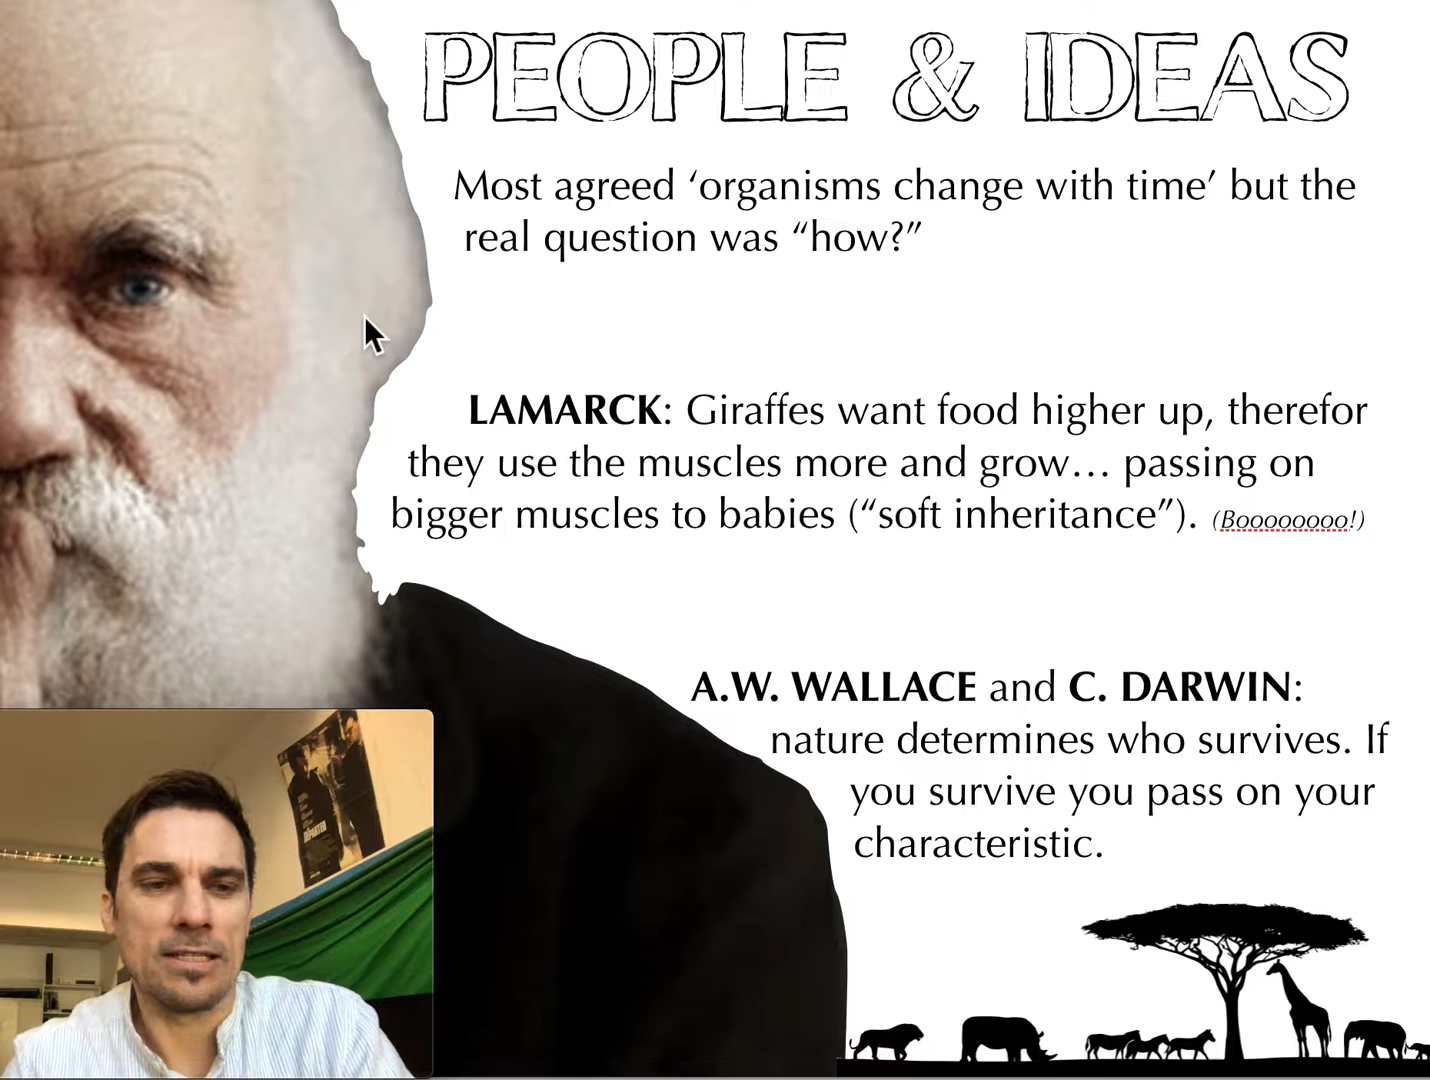 PEOPLE & IDEAS
Most agreed ‘organisms change with time’ but the
real question was “how?”
LAMARCK: Giraffes want food higher up, therefor
they use the muscles more and grow… passing on
bigger muscles to babies (“soft inheritance”). (Boooooooo!)
A.W. WALLACE and C. DARWIN:
nature determines who survives. If
you survive you pass on your
characteristic.
DEPARTED